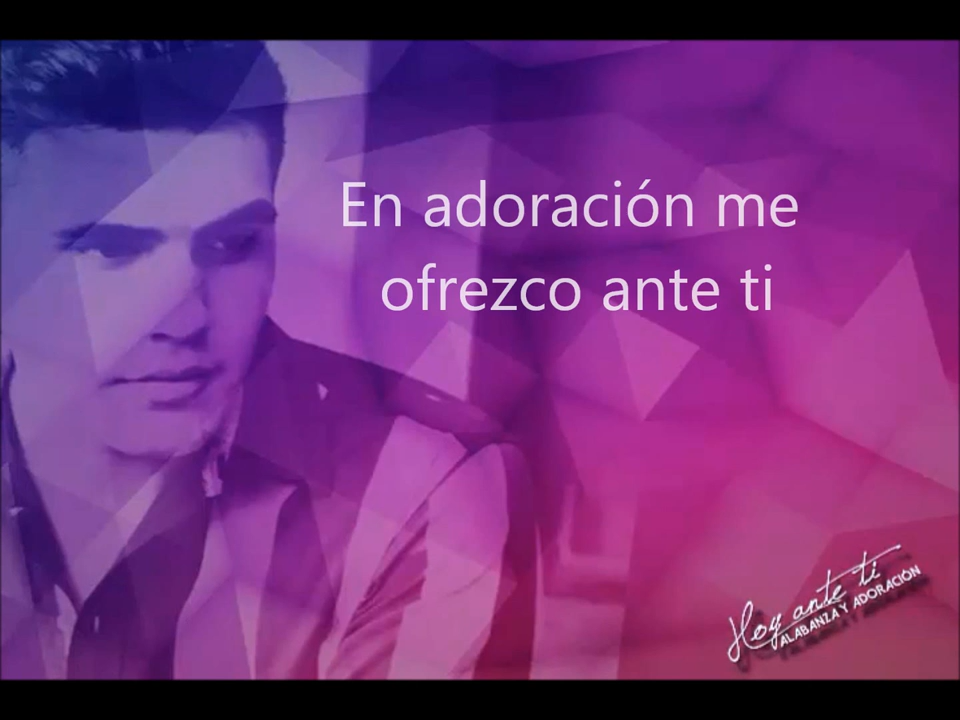 En adoración me
ofrezco ante ti
Hoy ante ti
ALABANZA Y ADORACIÓN